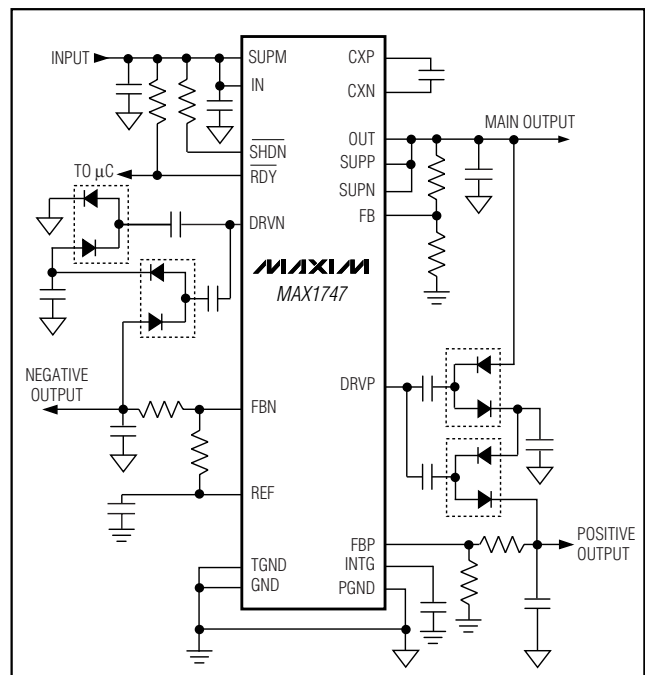 INPUT
SUPM
IN
SHDN
RDY
TO μC
DRVN
NEGATIVE
OUTPUT
FBN
REF
TGND
GND
MAXIM
MAX1747
CXP
CXN
OUT
MAIN OUTPUT
SUPP
SUPN
FB
DRVP
FBP
POSITIVE
OUTPUT
INTG
PGND